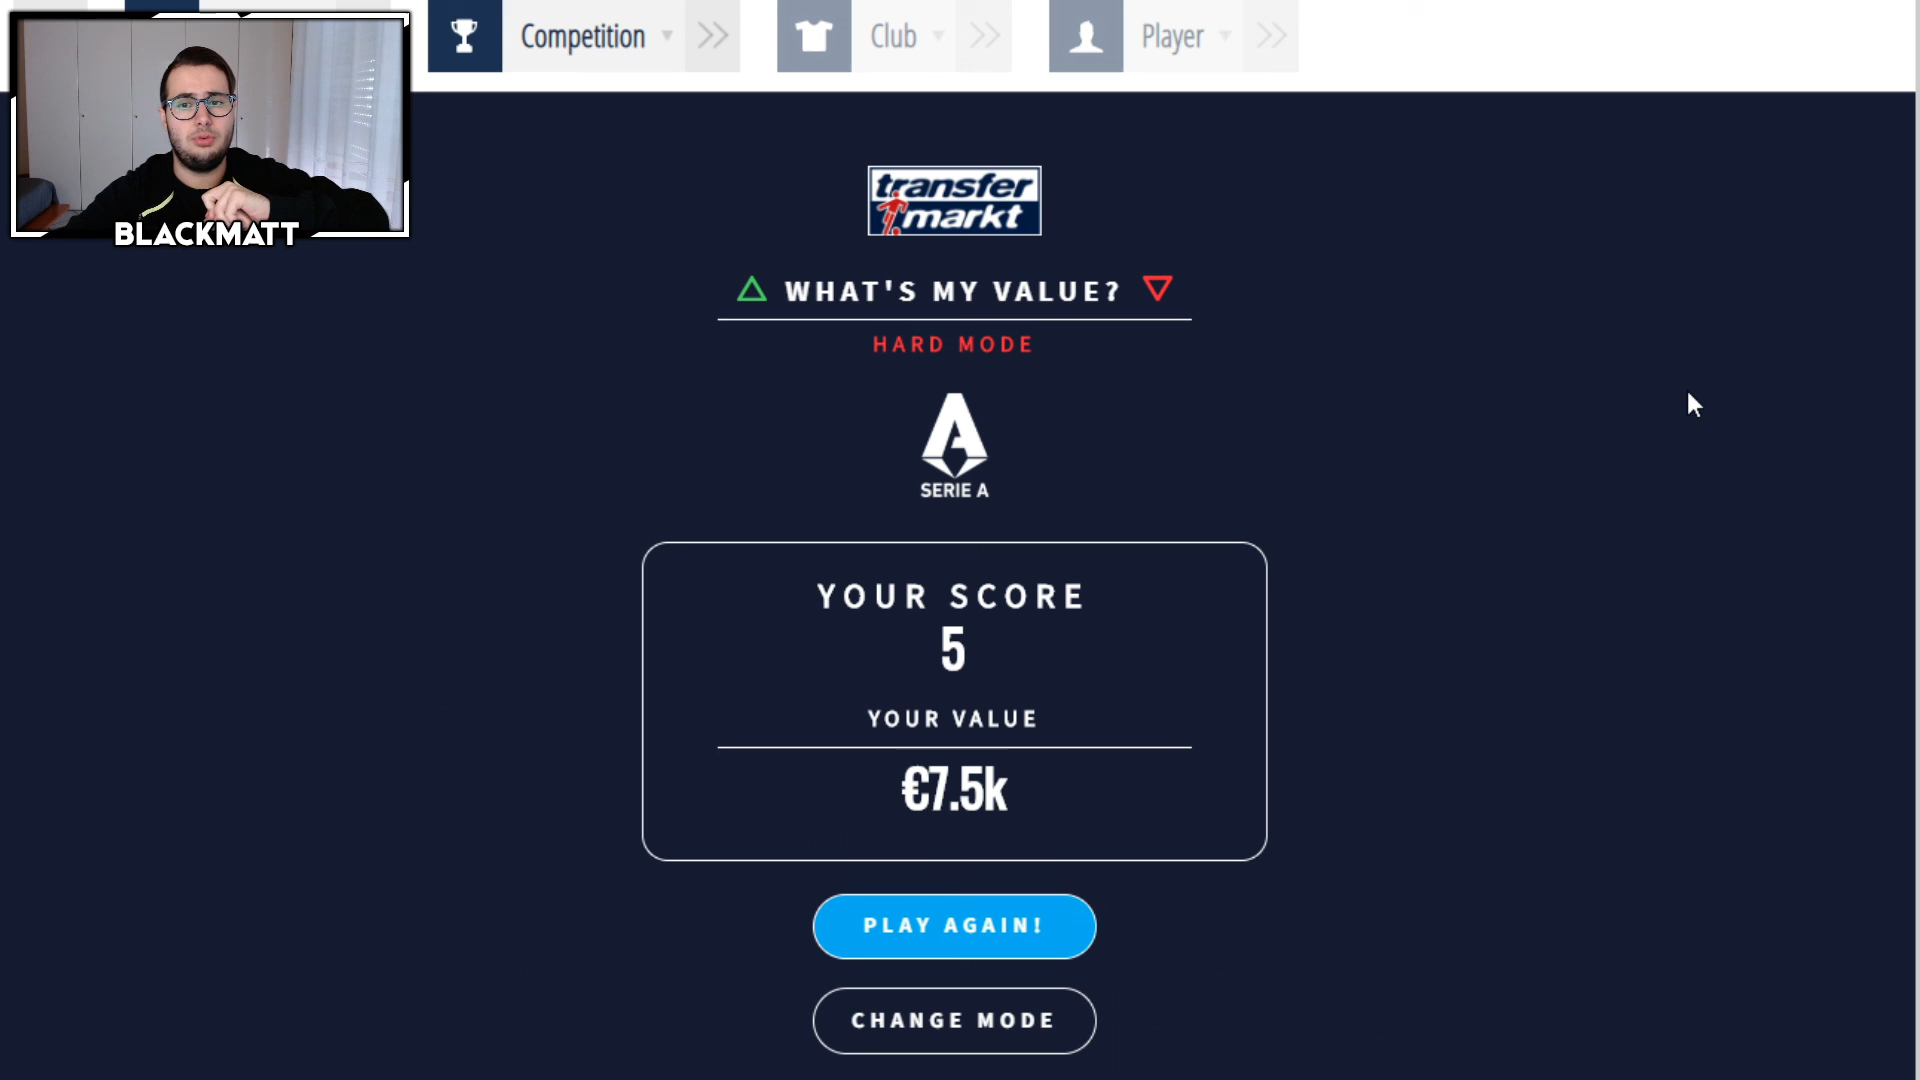 Competition
Club
Player
BLACKMATT
transfer
markt
WHAT'S MY VALUE?
HARD MODE
SERIE A
YOUR SCORE
5
YOUR VALUE
€7.5k
PLAY AGAIN!
CHANGE MODE